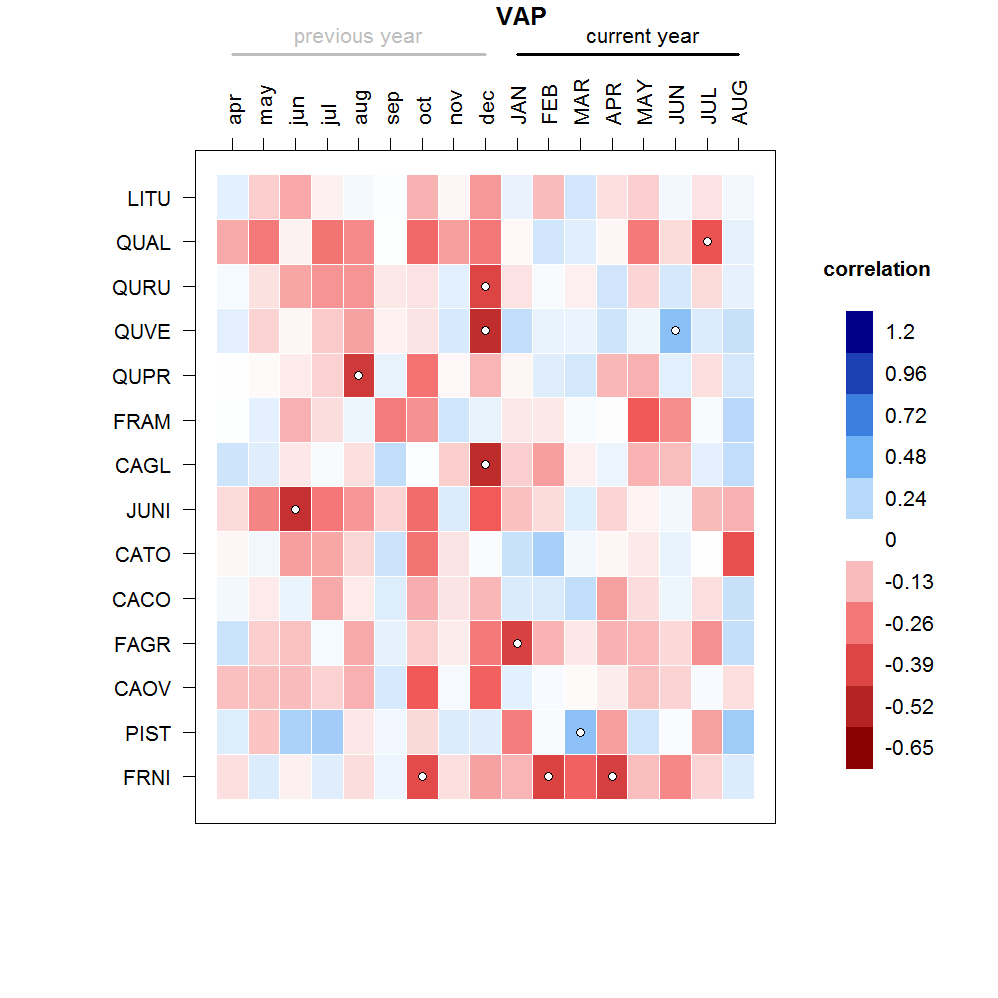 VAP
previous year current year
apr may jun jul aug sep oct nov dec JAN FEB MAR APR MAY JUN JUL AUG
LITU
QUAL
QURU
QUVE
QUPR
FRAM
CAGL
JUNI
CATO
CACO
FAGR
CAOV
PIST
FRNI
correlation
1.2
0.96
0.72
0.48
0.24
0
-0.13
-0.26
-0.39
-0.52
-0.65